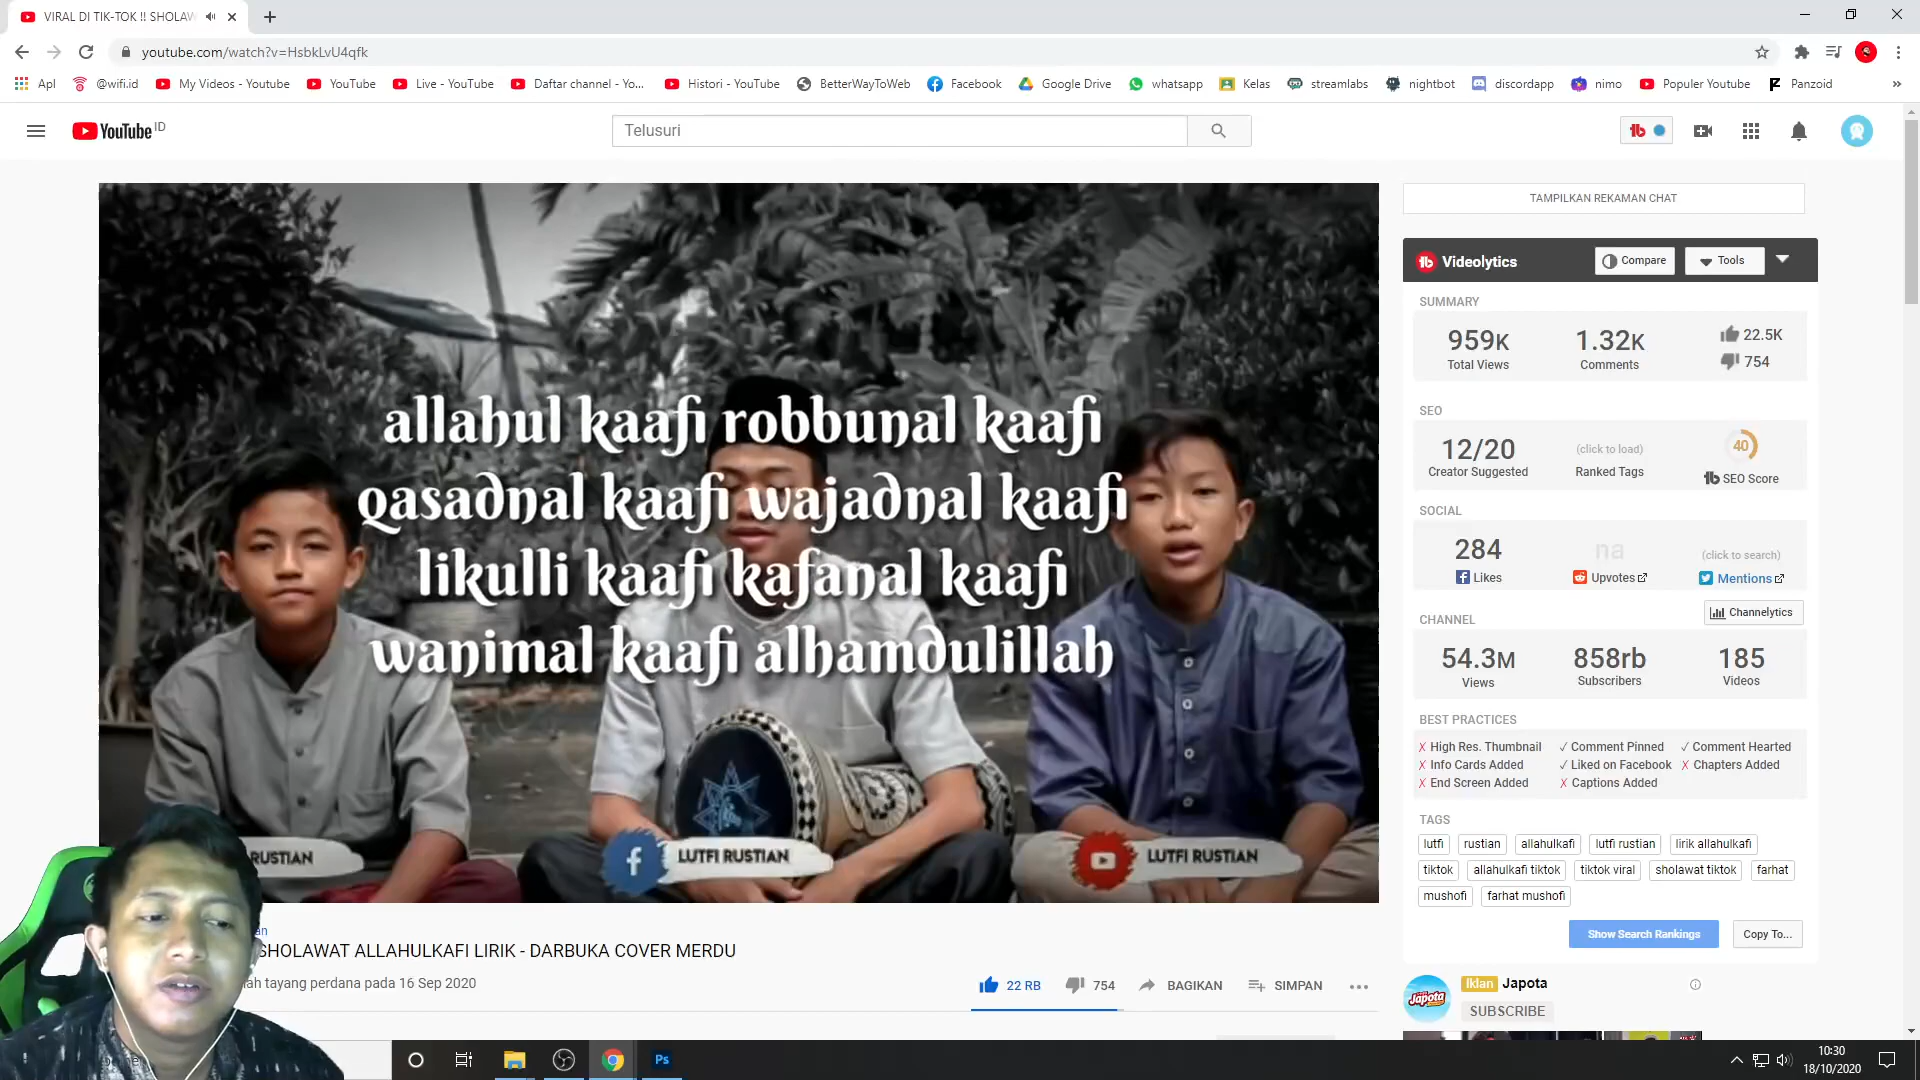 VIRAL DI TIK-TOK !! SHOLAW
youtube.com/watch?v=HsbkLvU4qfk
Apl @wifi.id My Videos - Youtube YouTube Live - YouTube Daftar channel - Yo... Histori - YouTube BetterWayToWeb Facebook Google Drive whatsapp Kelas streamlabs nightbot discordapp nimo Populer Youtube Panzoid »
YouTube ID
Telusuri
allahul kaafi robbunal kaafi
qasadnal kaafi wajadnal kaafi
likulli kaafi kafanal kaafi
wanimal kaafi alhamdulillah
RUSTIAN
LUTFI RUSTIAN
LUTFI RUSTIAN
an
SHOLAWAT ALLAHULKAFI LIRIK - DARBUKA COVER MERDU
lah tayang perdana pada 16 Sep 2020
22 RB 754 BAGIKAN SIMPAN
TAMPILKAN REKAMAN CHAT
Videolytics Compare Tools
SUMMARY
959K 1.32K 22.5K
Total Views Comments 754
SEO
12/20 (click to load) 40
Creator Suggested Ranked Tags tb SEO Score
SOCIAL
284 na (click to search)
Likes Upvotes Mentions
CHANNEL Channelytics
54.3M 858rb 185
Views Subscribers Videos
BEST PRACTICES
✗ High Res. Thumbnail ✓ Comment Pinned ✓ Comment Hearted
✗ Info Cards Added ✓ Liked on Facebook ✗ Chapters Added
✗ End Screen Added ✗ Captions Added
TAGS
lutfi rustian allahulkafi lutfi rustian lirik allahulkafi
tiktok allahulkafi tiktok tiktok viral sholawat tiktok farhat
mushofi farhat mushofi
Show Search Rankings Copy To...
Japota Iklan Japota
SUBSCRIBE
Ps
10:30
18/10/2020